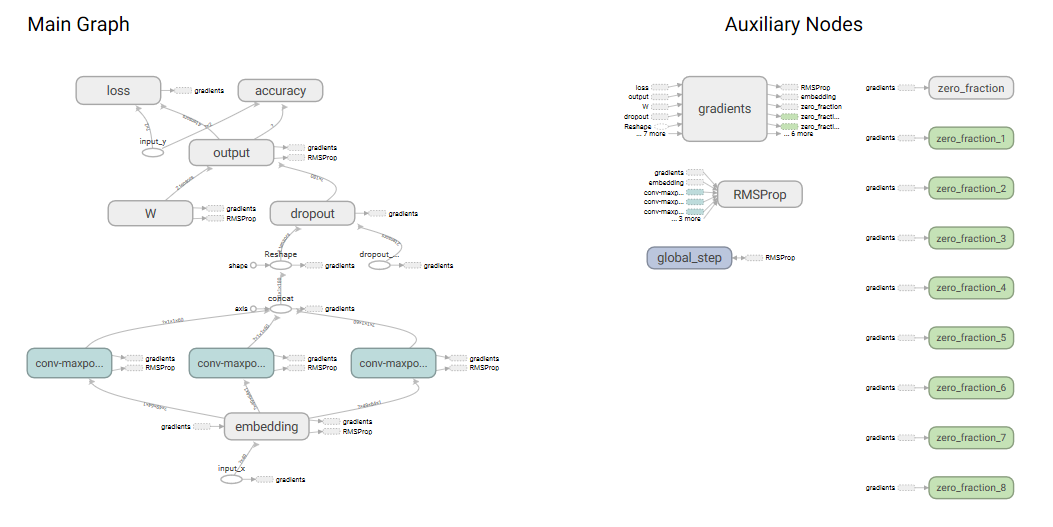 Main Graph
Auxiliary Nodes
loss
gradients
accuracy
input_y
output
gradients
RMSProp
W
gradients
RMSProp
dropout
gradients
Reshape
shape
gradients
dropout_...
gradients
concat
axis
gradients
conv-maxpo...
gradients
RMSProp
conv-maxpo...
gradients
RMSProp
conv-maxpo...
gradients
RMSProp
embedding
gradients
gradients
RMSProp
input_x
gradients
loss
output
W
dropout
Reshape
... 7 more
gradients
RMSProp
embedding
zero_fraction
zero_fracti...
zero_fracti...
... 6 more
gradients
embedding
conv-maxp...
conv-maxp...
conv-maxp...
... 3 more
RMSProp
global_step
RMSProp
gradients
zero_fraction
gradients
zero_fraction_1
gradients
zero_fraction_2
gradients
zero_fraction_3
gradients
zero_fraction_4
gradients
zero_fraction_5
gradients
zero_fraction_6
gradients
zero_fraction_7
gradients
zero_fraction_8